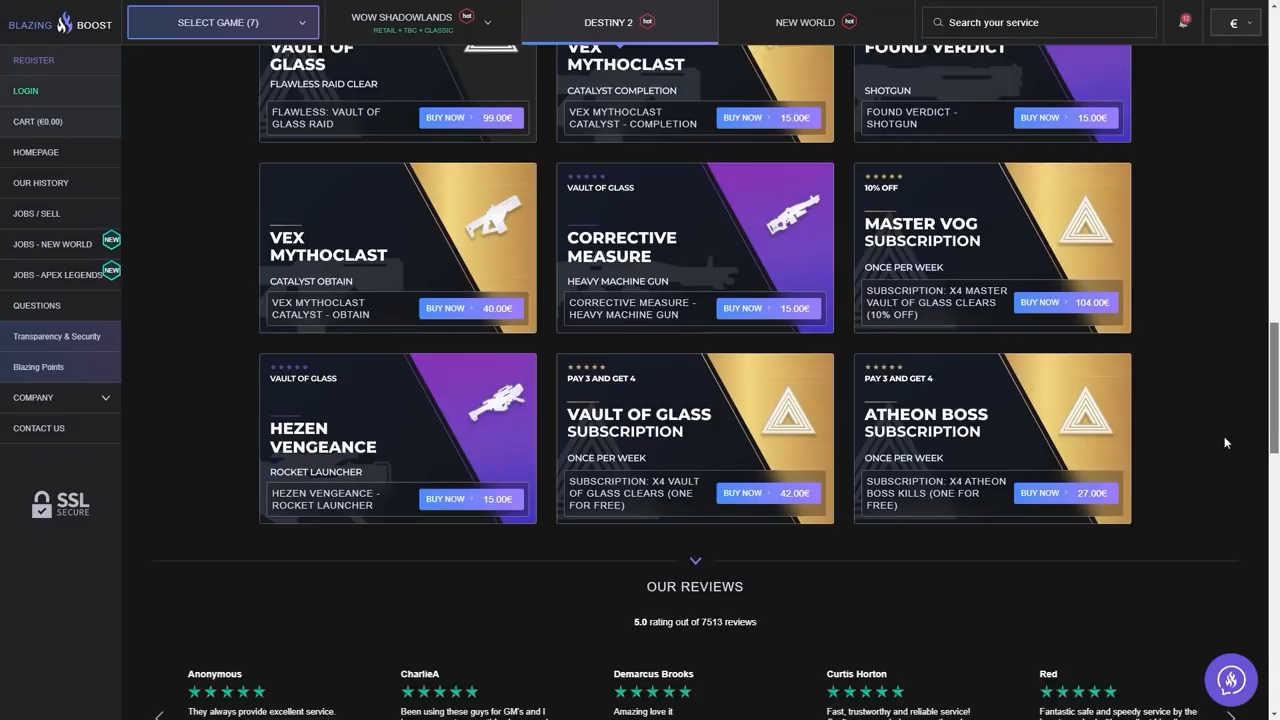 BLAZING BOOST
SELECT GAME (7)
WOW SHADOWLANDS hot
RETAIL + TBC + CLASSIC
DESTINY 2 hot
NEW WORLD hot
Search your service
12
€
REGISTER
LOGIN
CART (€0.00)
HOMEPAGE
OUR HISTORY
JOBS / SELL
JOBS - NEW WORLD NEW
JOBS - APEX LEGENDS NEW
QUESTIONS
Transparency & Security
Blazing Points
COMPANY
CONTACT US
SSL
SECURE
VAULT OF
GLASS
FLAWLESS RAID CLEAR
FLAWLESS: VAULT OF
GLASS RAID
BUY NOW 99.00€
VEX
MYTHOCLAST
CATALYST COMPLETION
VEX MYTHOCLAST
CATALYST - COMPLETION
BUY NOW 15.00€
FOUND VERDICT
SHOTGUN
FOUND VERDICT -
SHOTGUN
BUY NOW 15.00€
VEX
MYTHOCLAST
CATALYST OBTAIN
VEX MYTHOCLAST
CATALYST - OBTAIN
BUY NOW 40.00€
VAULT OF GLASS
CORRECTIVE
MEASURE
HEAVY MACHINE GUN
CORRECTIVE MEASURE -
HEAVY MACHINE GUN
BUY NOW 15.00€
10% OFF
MASTER VOG
SUBSCRIPTION
ONCE PER WEEK
SUBSCRIPTION: X4 MASTER
VAULT OF GLASS CLEARS
(10% OFF)
BUY NOW 104.00€
VAULT OF GLASS
HEZEN
VENGEANCE
ROCKET LAUNCHER
HEZEN VENGEANCE -
ROCKET LAUNCHER
BUY NOW 15.00€
PAY 3 AND GET 4
VAULT OF GLASS
SUBSCRIPTION
ONCE PER WEEK
SUBSCRIPTION: X4 VAULT
OF GLASS CLEARS (ONE
FOR FREE)
BUY NOW 42.00€
PAY 3 AND GET 4
ATHEON BOSS
SUBSCRIPTION
ONCE PER WEEK
SUBSCRIPTION: X4 ATHEON
BOSS KILLS (ONE FOR
FREE)
BUY NOW 27.00€
OUR REVIEWS
5.0 rating out of 7513 reviews
Anonymous
They always provide excellent service.
CharlieA
Been using these guys for GM's and I
Demarcus Brooks
Amazing love it
Curtis Horton
Fast, trustworthy and reliable service!
Red
Fantastic safe and speedy service by the